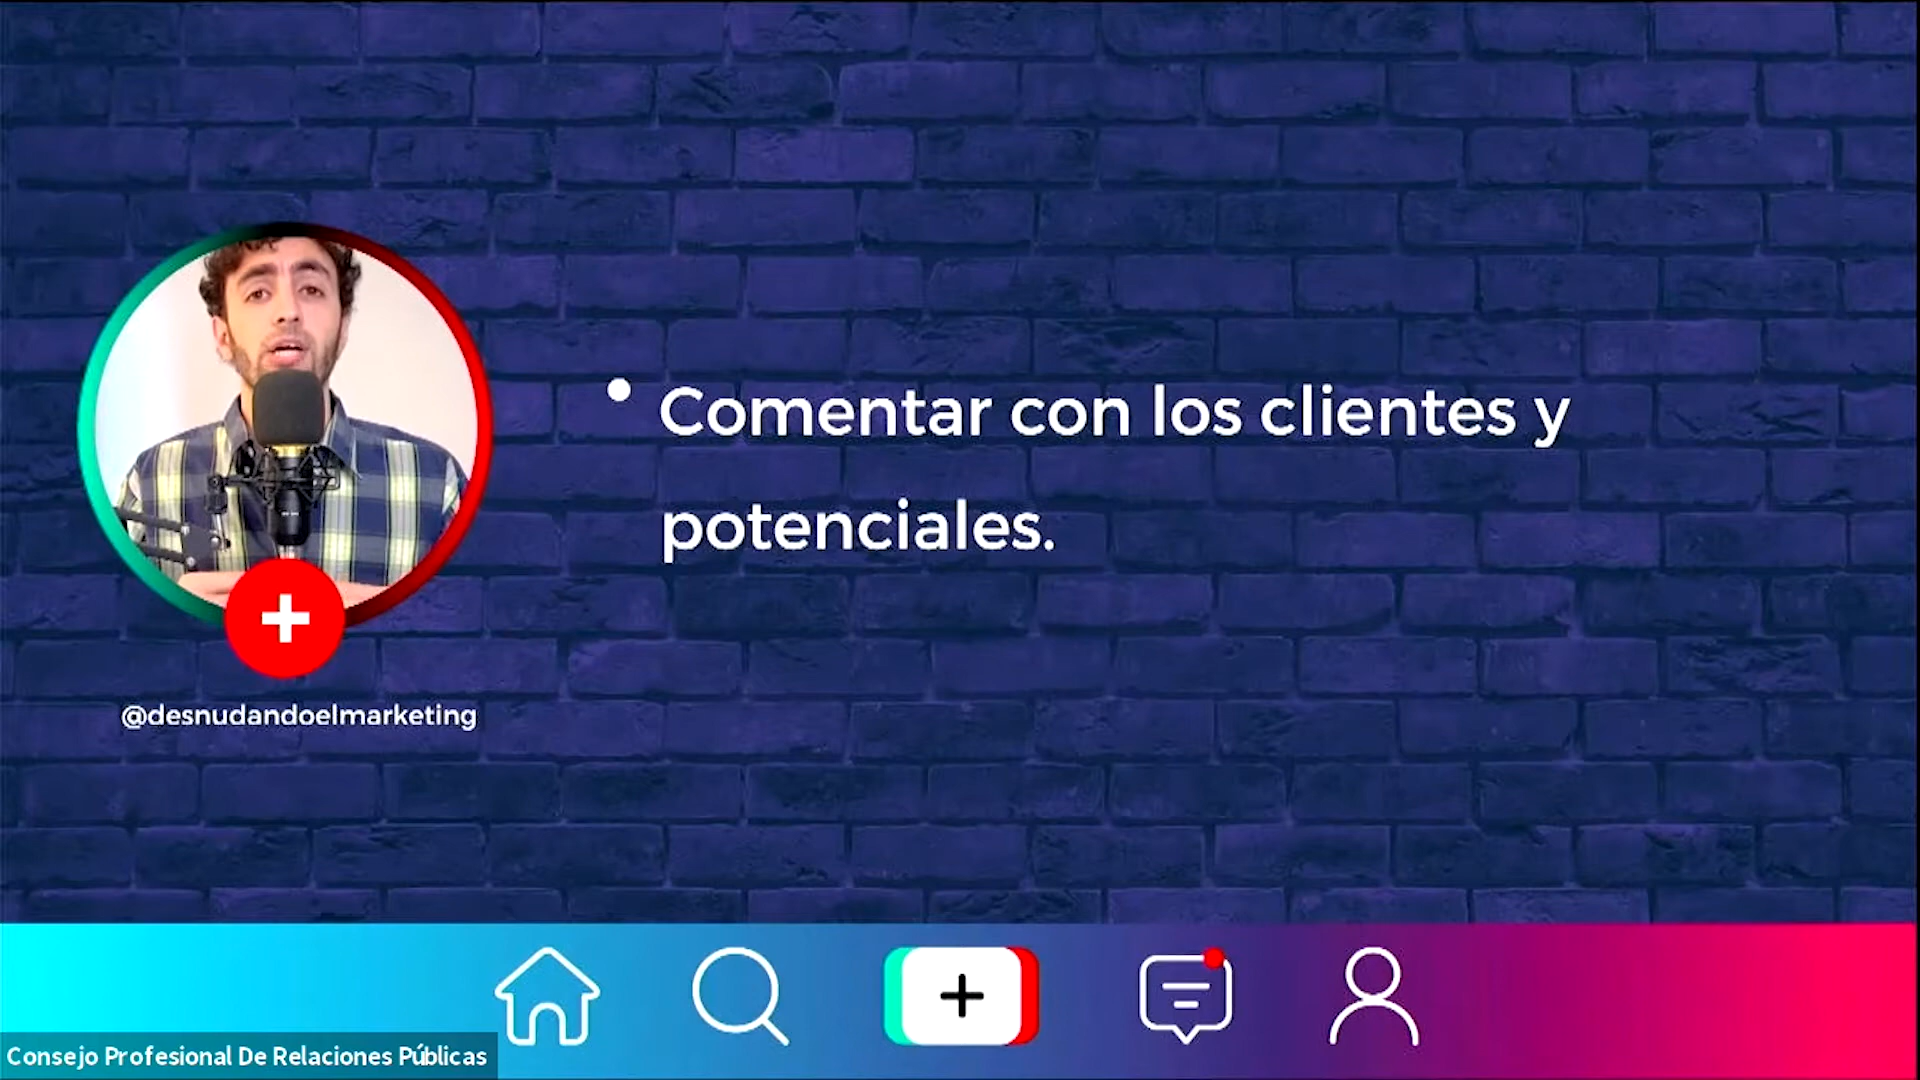 Comentar con los clientes y
potenciales.
@desnudandoelmarketing
Consejo Profesional De Relaciones Públicas